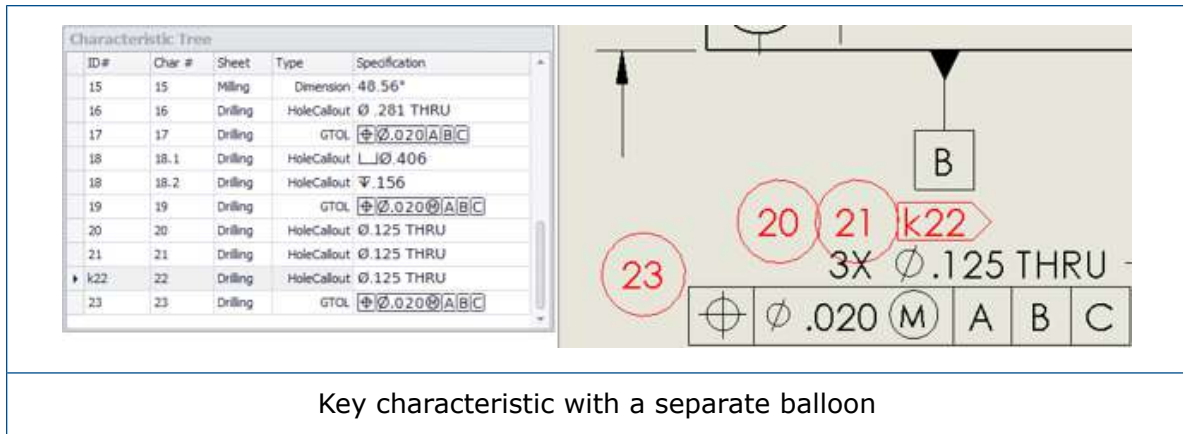 Characteristic Tree
ID# Char # Sheet Type Specification
15 15 Milling Dimension 48.56°
16 16 Drilling HoleCallout Ø .281 THRU
17 17 Drilling GTOL ⌖ Ø.020 A B C
18 18.1 Drilling HoleCallout ⌴Ø.406
18 18.2 Drilling HoleCallout ↧.156
19 19 Drilling GTOL ⌖ Ø.020Ⓜ A B C
20 20 Drilling HoleCallout Ø.125 THRU
21 21 Drilling HoleCallout Ø.125 THRU
k22 22 Drilling HoleCallout Ø.125 THRU
23 23 Drilling GTOL ⌖ Ø.020Ⓜ A B C
B
20 21 k22
23
3X Ø.125 THRU
⌖ Ø .020 Ⓜ A B C
Key characteristic with a separate balloon